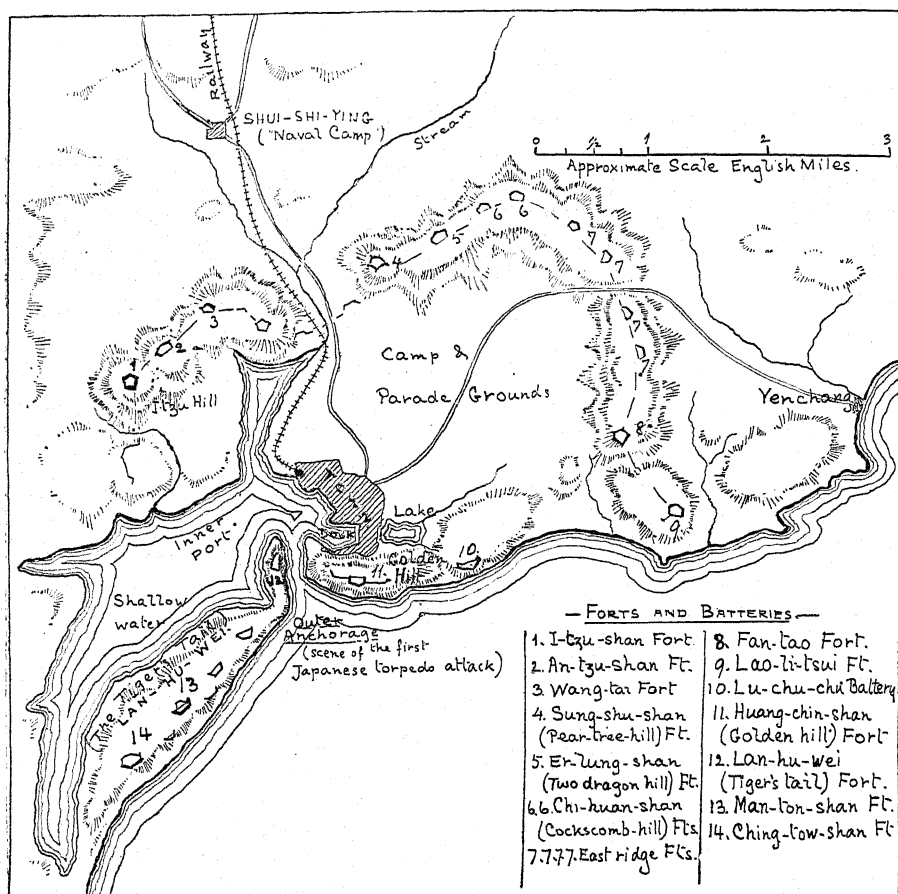 Railway
SHUI-SHI-YING
("Naval Camp")
Stream
0 1/2 1 2 3
Approximate Scale English Miles.
6 6
5
7
4
7
3
2
1
7
7
I-tzu Hill
Camp &
Parade Grounds
Yenchang
8
9
Lake
Dock
10.
Golden
Hill
11.
Inner
Port.
12
Shallow
water
Outer
Anchorage
(scene of the first
Japanese torpedo attack)
(The Tiger's Tail)
LAN-HU-WEI.
13
14
— FORTS AND BATTERIES —
1. I-tzu-shan Fort
2. An-tzu-shan Ft.
3 Wang-tai Fort
4. Sung-shu-shan
(Pear-tree-hill) Ft.
5. Er-lung-shan
(Two dragon hill) Ft.
6.6. Chi-huan-shan
(Cockscomb-hill) Fts.
7.7.7.7. East ridge Fts.
8. Fan-tao Fort.
9. Lao-li-tsui Ft.
10. Lu-chu-chü Battery
11. Huang-chin-shan
(Golden hill) Fort
12. Lan-hu-wei
(Tiger's tail) Fort.
13. Man-ton-shan Ft.
14. Ching-tow-shan Ft